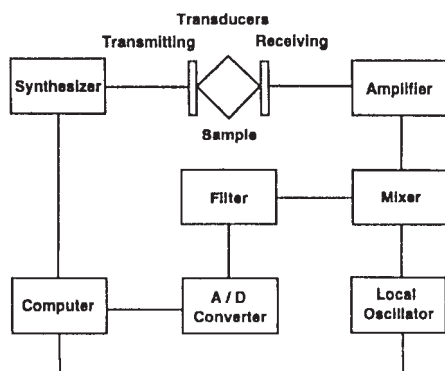 Transducers
Transmitting Receiving
Synthesizer
Amplifier
Sample
Filter
Mixer
Computer
A / D
Converter
Local
Oscillator